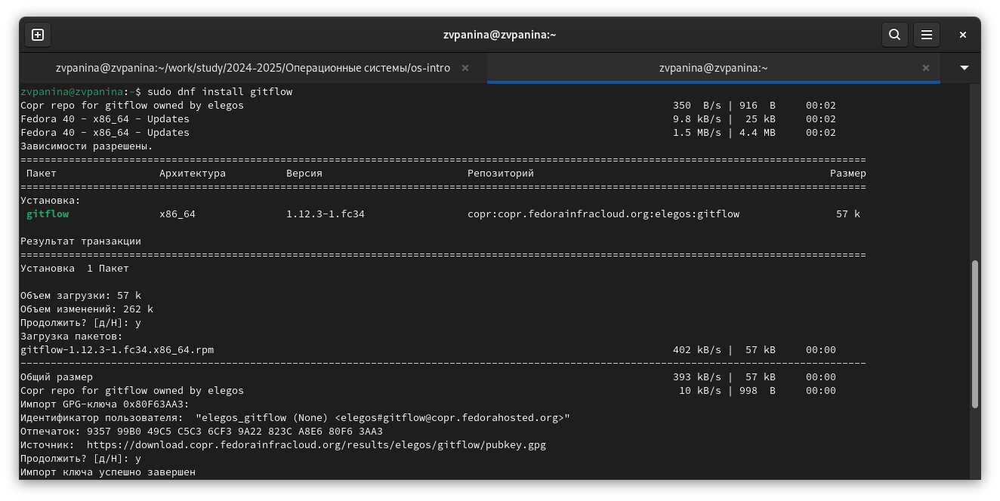 zvpanina@zvpanina:~
zvpanina@zvpanina:~/work/study/2024-2025/Операционные системы/os-intro
zvpanina@zvpanina:~
zvpanina@zvpanina:~$ sudo dnf install gitflow
Copr repo for gitflow owned by elegos 350  B/s | 916  B 00:02
Fedora 40 - x86_64 - Updates 9.8 kB/s |  25 kB 00:02
Fedora 40 - x86_64 - Updates 1.5 MB/s | 4.4 MB 00:02
Зависимости разрешены.
============================================================================================================================================
Пакет Архитектура Версия Репозиторий Размер
============================================================================================================================================
Установка:
gitflow x86_64 1.12.3-1.fc34 copr:copr.fedorainfracloud.org:elegos:gitflow 57 k
Результат транзакции
============================================================================================================================================
Установка  1 Пакет
Объем загрузки: 57 k
Объем изменений: 262 k
Продолжить? [д/Н]: y
Загрузка пакетов:
gitflow-1.12.3-1.fc34.x86_64.rpm 402 kB/s |  57 kB 00:00
--------------------------------------------------------------------------------------------------------------------------------------------
Общий размер 393 kB/s |  57 kB 00:00
Copr repo for gitflow owned by elegos 10 kB/s | 998  B 00:00
Импорт GPG-ключа 0x80F63AA3:
Идентификатор пользователя:  "elegos_gitflow (None) <elegos#gitflow@copr.fedorahosted.org>"
Отпечаток: 9357 99B0 49C5 C5C3 6CF3 9A22 823C A8E6 80F6 3AA3
Источник:  https://download.copr.fedorainfracloud.org/results/elegos/gitflow/pubkey.gpg
Продолжить? [д/Н]: y
Импорт ключа успешно завершен